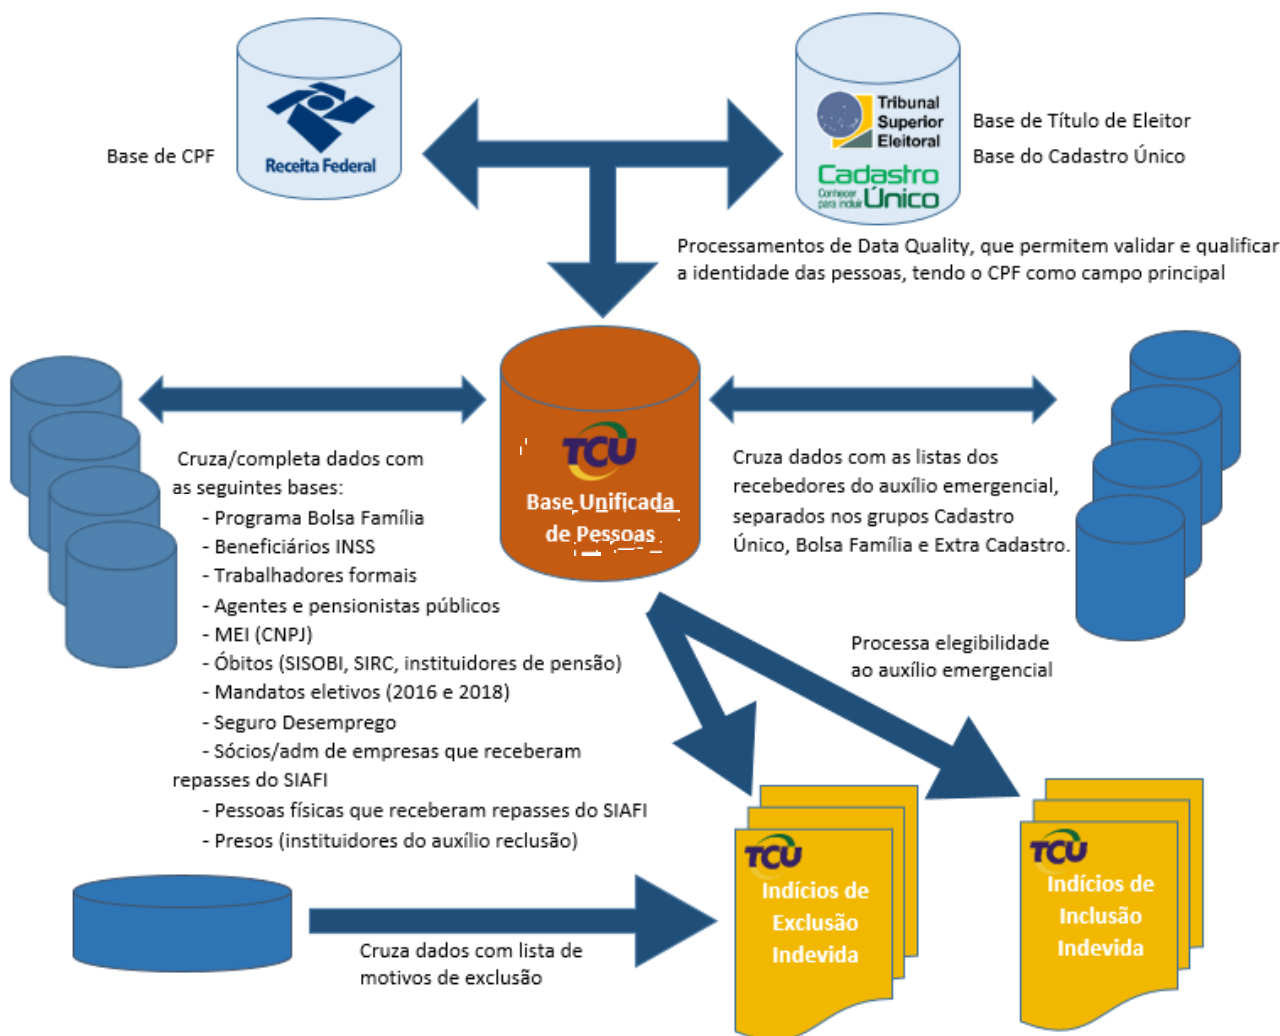 Base de CPF
Receita Federal
Tribunal
Superior
Eleitoral
Cadastro
Conhecer
para incluir
Único
Base de Título de Eleitor
Base do Cadastro Único
Processamentos de Data Quality, que permitem validar e qualificar
a identidade das pessoas, tendo o CPF como campo principal
TCU
Base Unificada
de Pessoas
Cruza/completa dados com
as seguintes bases:
- Programa Bolsa Família
- Beneficiários INSS
- Trabalhadores formais
- Agentes e pensionistas públicos
- MEI (CNPJ)
- Óbitos (SISOBI, SIRC, instituidores de pensão)
- Mandatos eletivos (2016 e 2018)
- Seguro Desemprego
- Sócios/adm de empresas que receberam
repasses do SIAFI
- Pessoas físicas que receberam repasses do SIAFI
- Presos (instituidores do auxílio reclusão)
Cruza dados com as listas dos
recebedores do auxílio emergencial,
separados nos grupos Cadastro
Único, Bolsa Família e Extra Cadastro.
Processa elegibilidade
ao auxílio emergencial
Cruza dados com lista de
motivos de exclusão
TCU
Indícios de
Exclusão
Indevida
TCU
Indícios de
Inclusão
Indevida